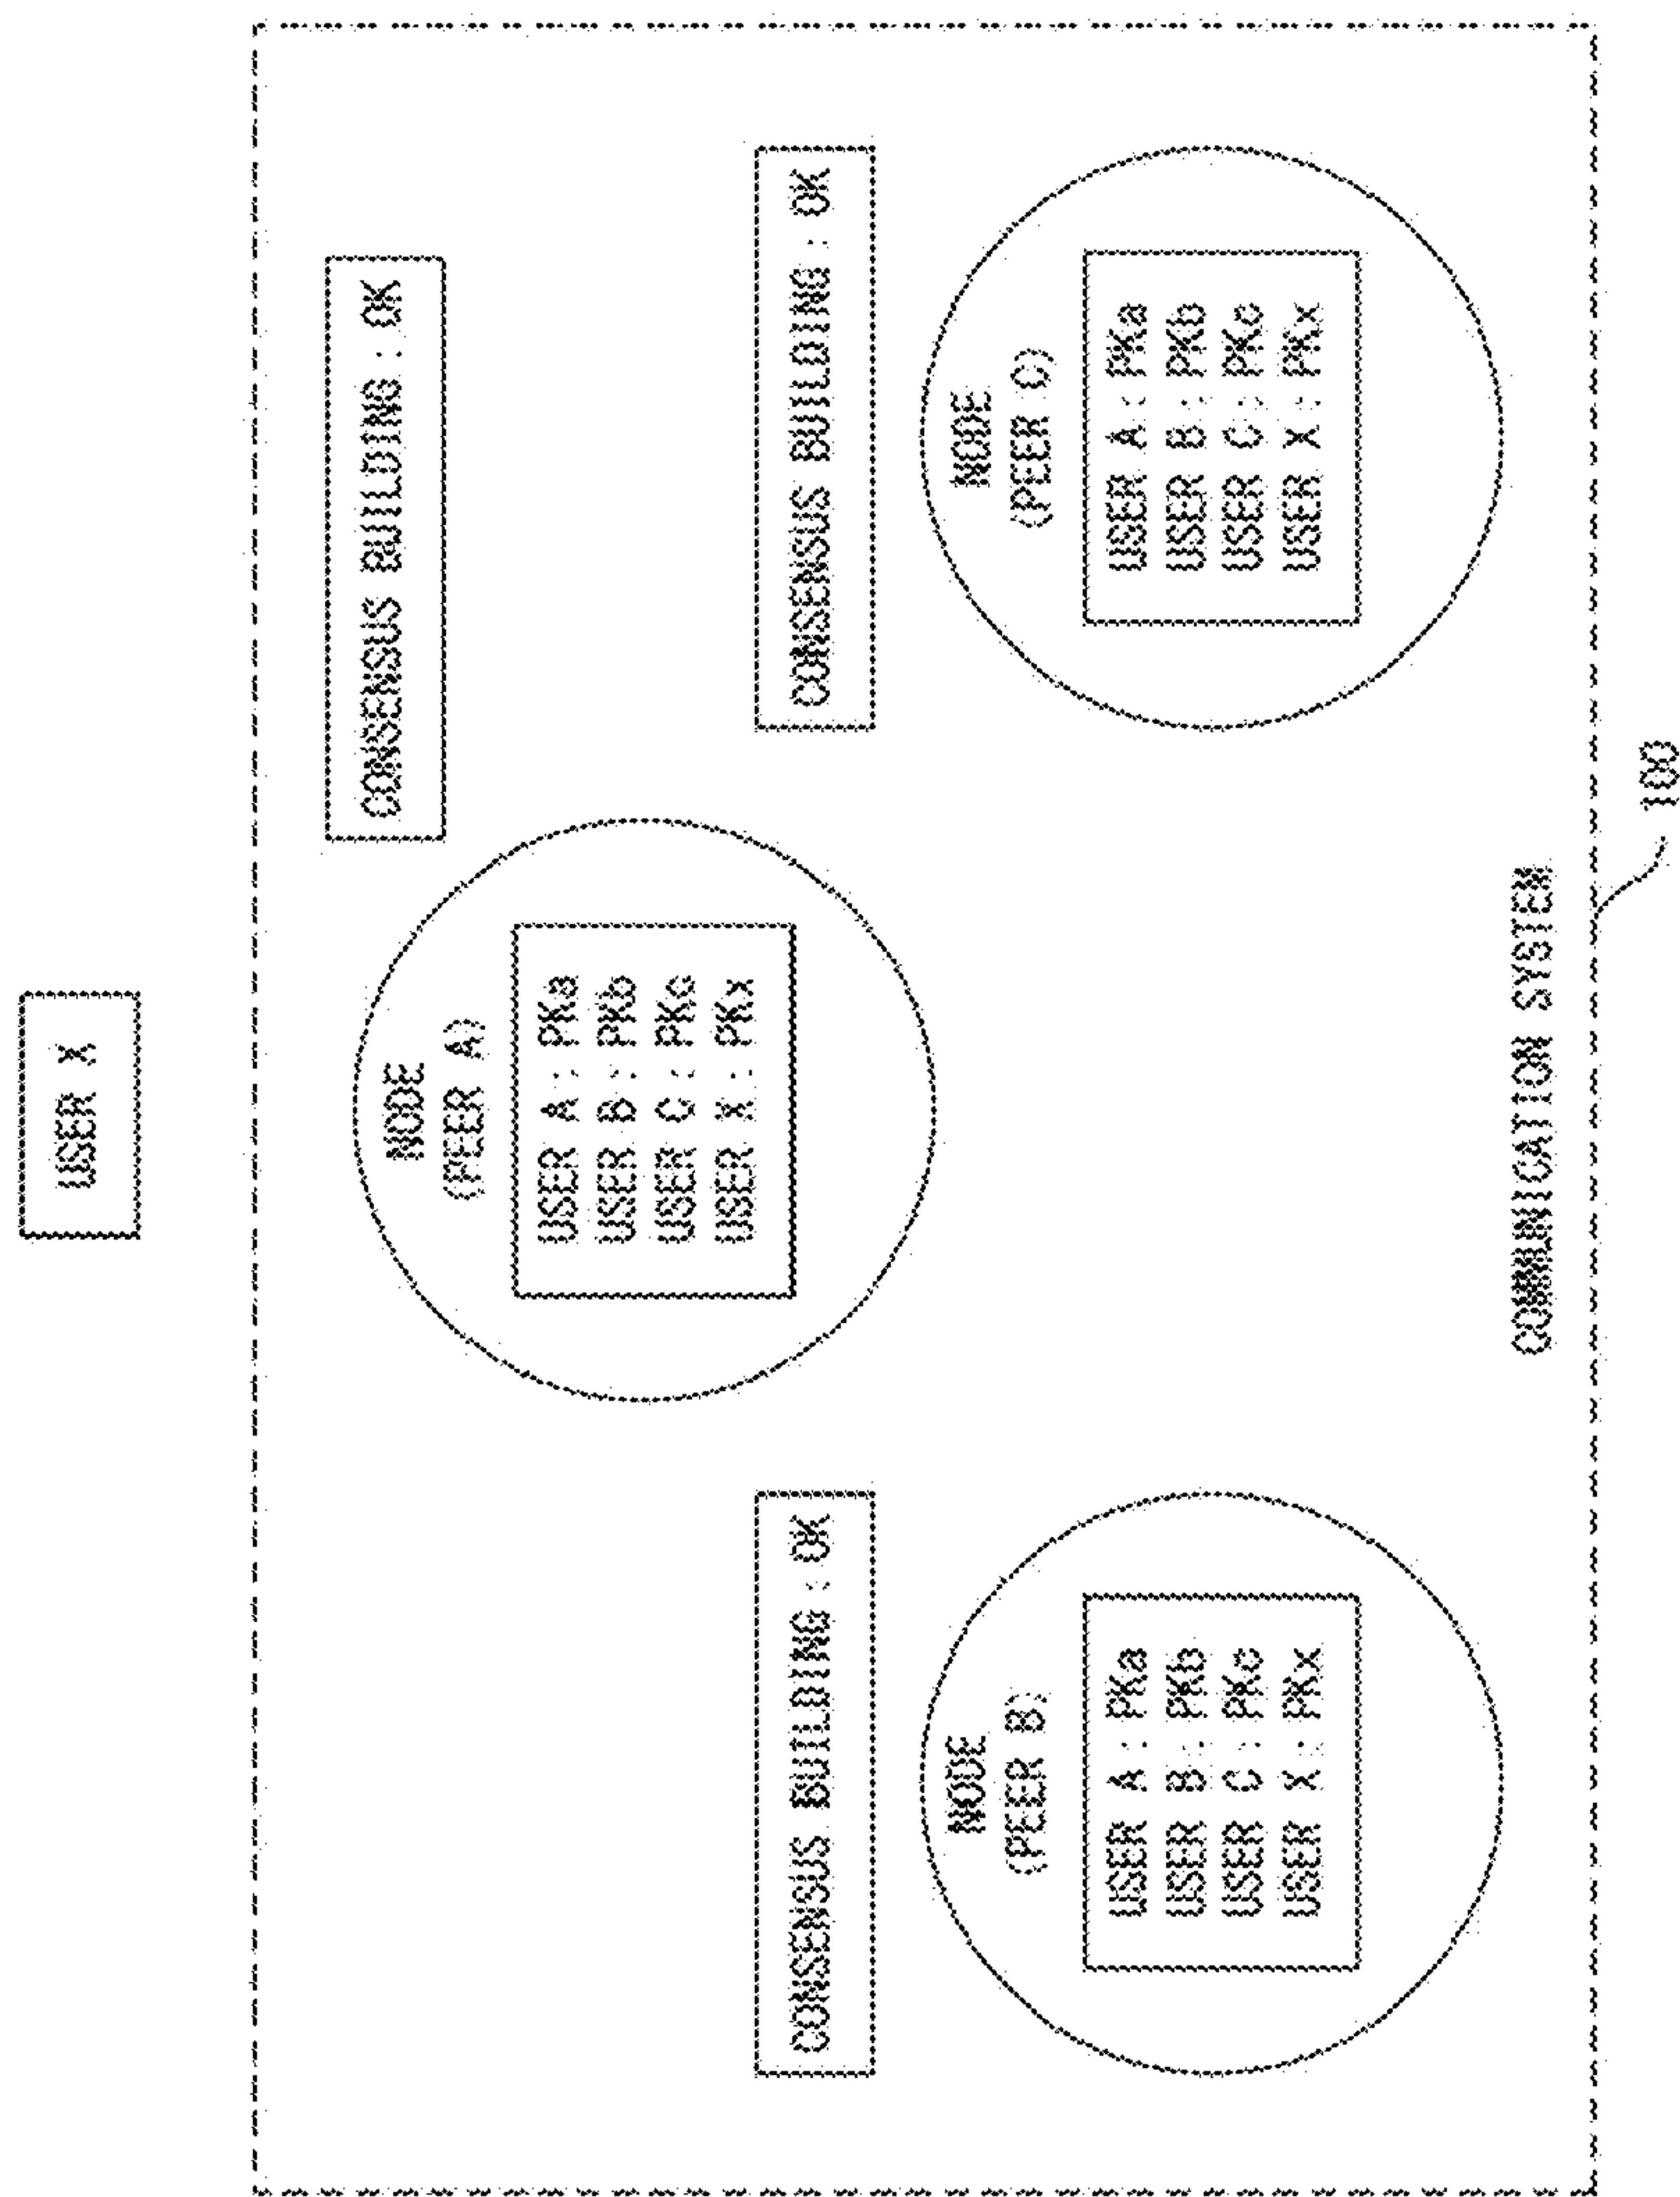 USER X
CONSENSUS BUILDING : OK
NODE
(PEER A)
USER A : PKa
USER B : PKb
USER C : PKc
USER X : PKx
CONSENSUS BUILDING : OK
NODE
(PEER B)
USER A : PKa
USER B : PKb
USER C : PKc
USER X : PKx
CONSENSUS BUILDING : OK
NODE
(PEER C)
USER A : PKa
USER B : PKb
USER C : PKc
USER X : PKx
COMMUNICATION SYSTEM
100